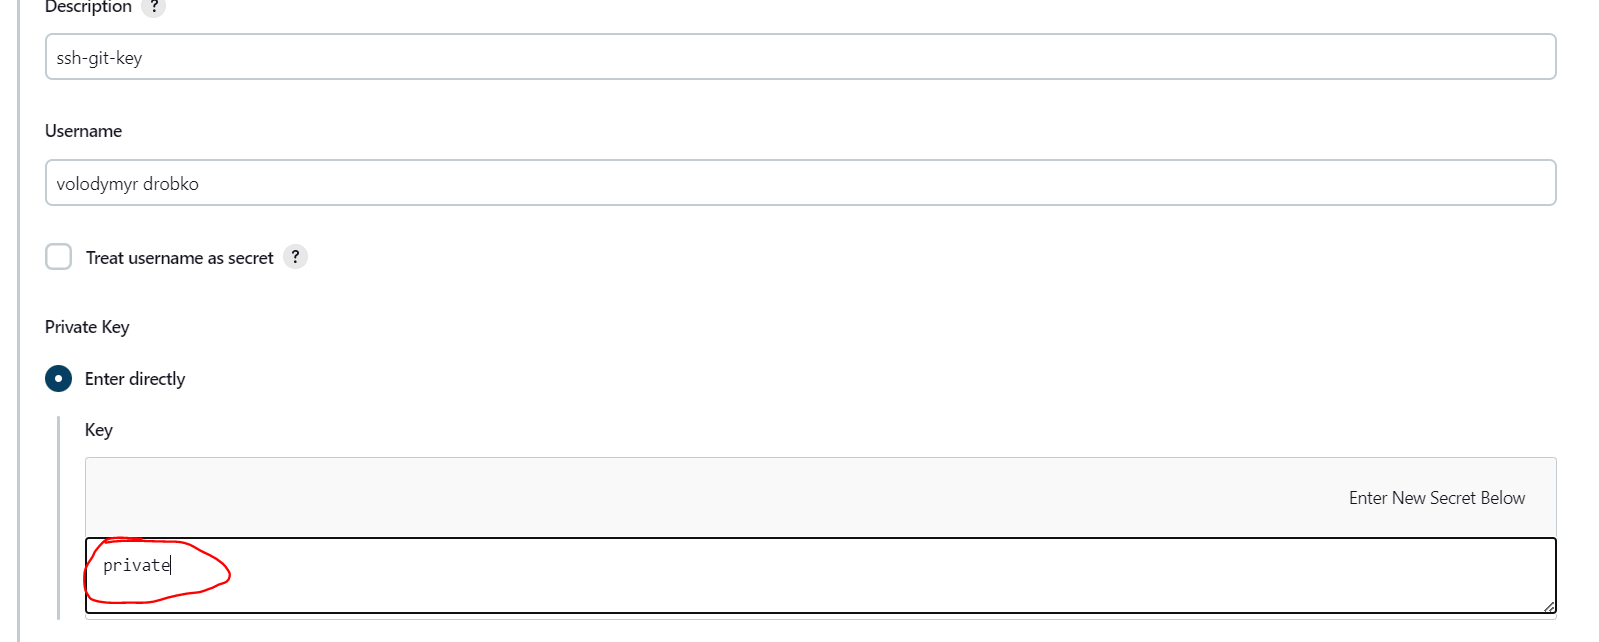 Description ?
ssh-git-key
Username
volodymyr drobko
Treat username as secret ?
Private Key
Enter directly
Key
Enter New Secret Below
private